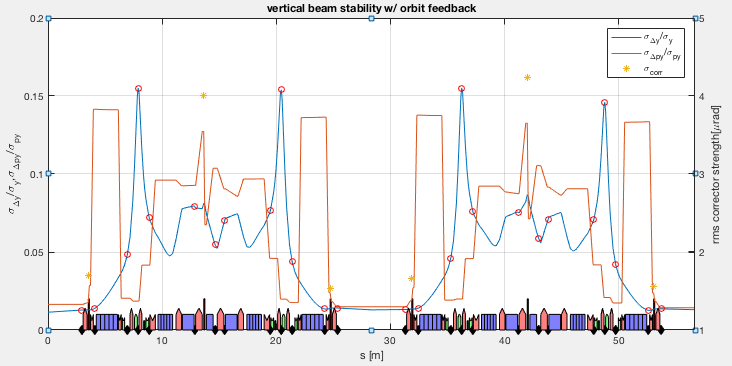 vertical beam stability w/ orbit feedback
0.2
0.15
0.1
0.05
0
σΔy/σy,σΔpy/σpy
5
4
3
2
1
rms corrector strength[μrad]
σΔy/σy
σΔpy/σpy
σcorr
0 10 20 30 40 50
s [m]